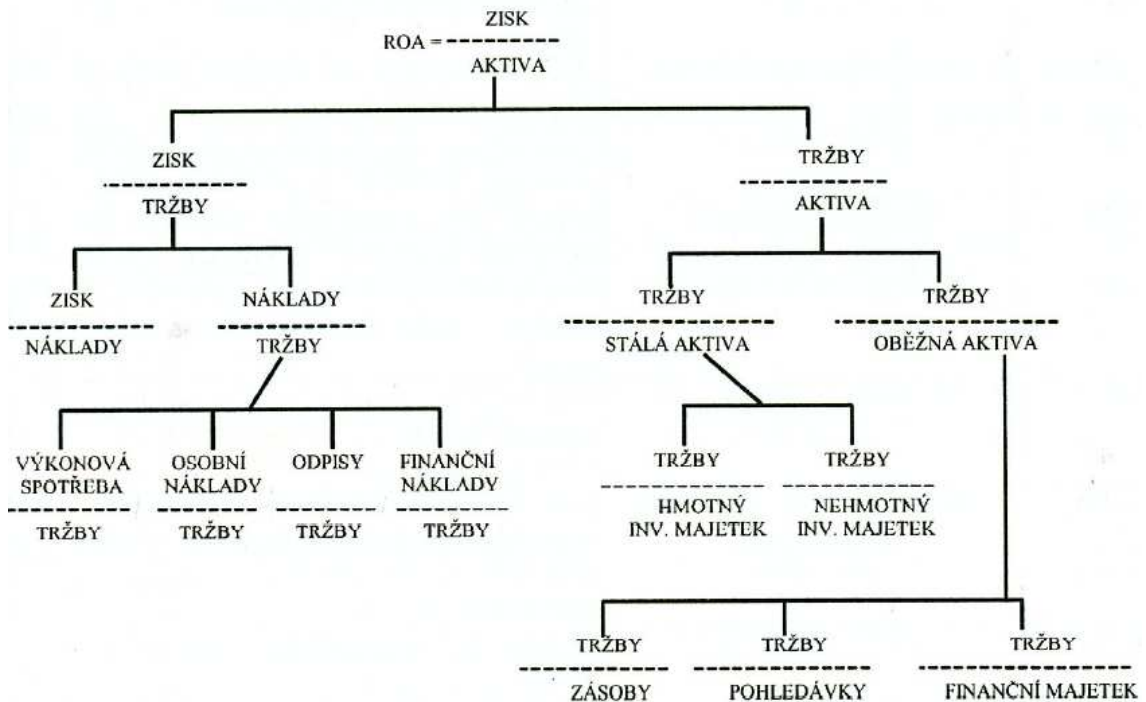 ZISK
ROA =
AKTIVA
ZISK
TRŽBY
TRŽBY
AKTIVA
ZISK
NÁKLADY
NÁKLADY
TRŽBY
TRŽBY
STÁLÁ AKTIVA
TRŽBY
OBĚŽNÁ AKTIVA
VÝKONOVÁ
SPOTŘEBA
TRŽBY
OSOBNÍ
NÁKLADY
TRŽBY
ODPISY
TRŽBY
FINANČNÍ
NÁKLADY
TRŽBY
TRŽBY
HMOTNÝ
INV. MAJETEK
TRŽBY
NEHMOTNÝ
INV. MAJETEK
TRŽBY
ZÁSOBY
TRŽBY
POHLEDÁVKY
TRŽBY
FINANČNÍ MAJETEK